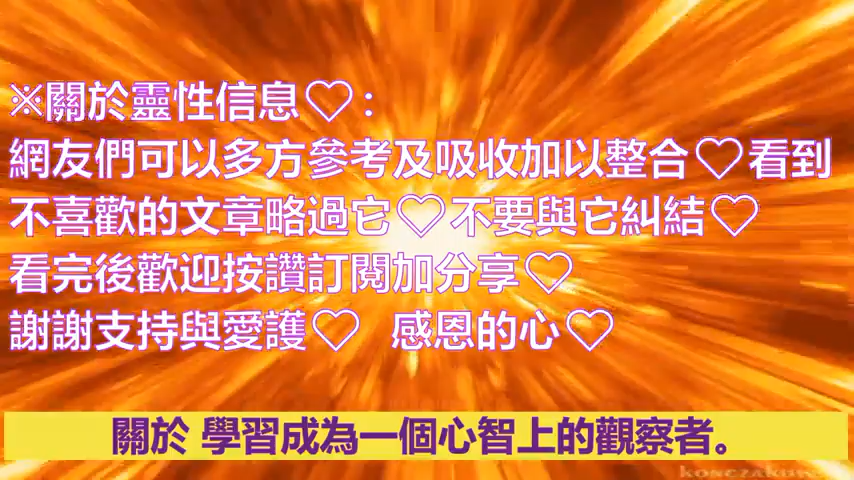 ※關於靈性信息♡:
網友們可以多方參考及吸收加以整合♡看到
不喜歡的文章略過它♡不要與它糾結♡
看完後歡迎按讚訂閱加分享♡
謝謝支持與愛護♡ 感恩的心♡
關於 學習成為一個心智上的觀察者。